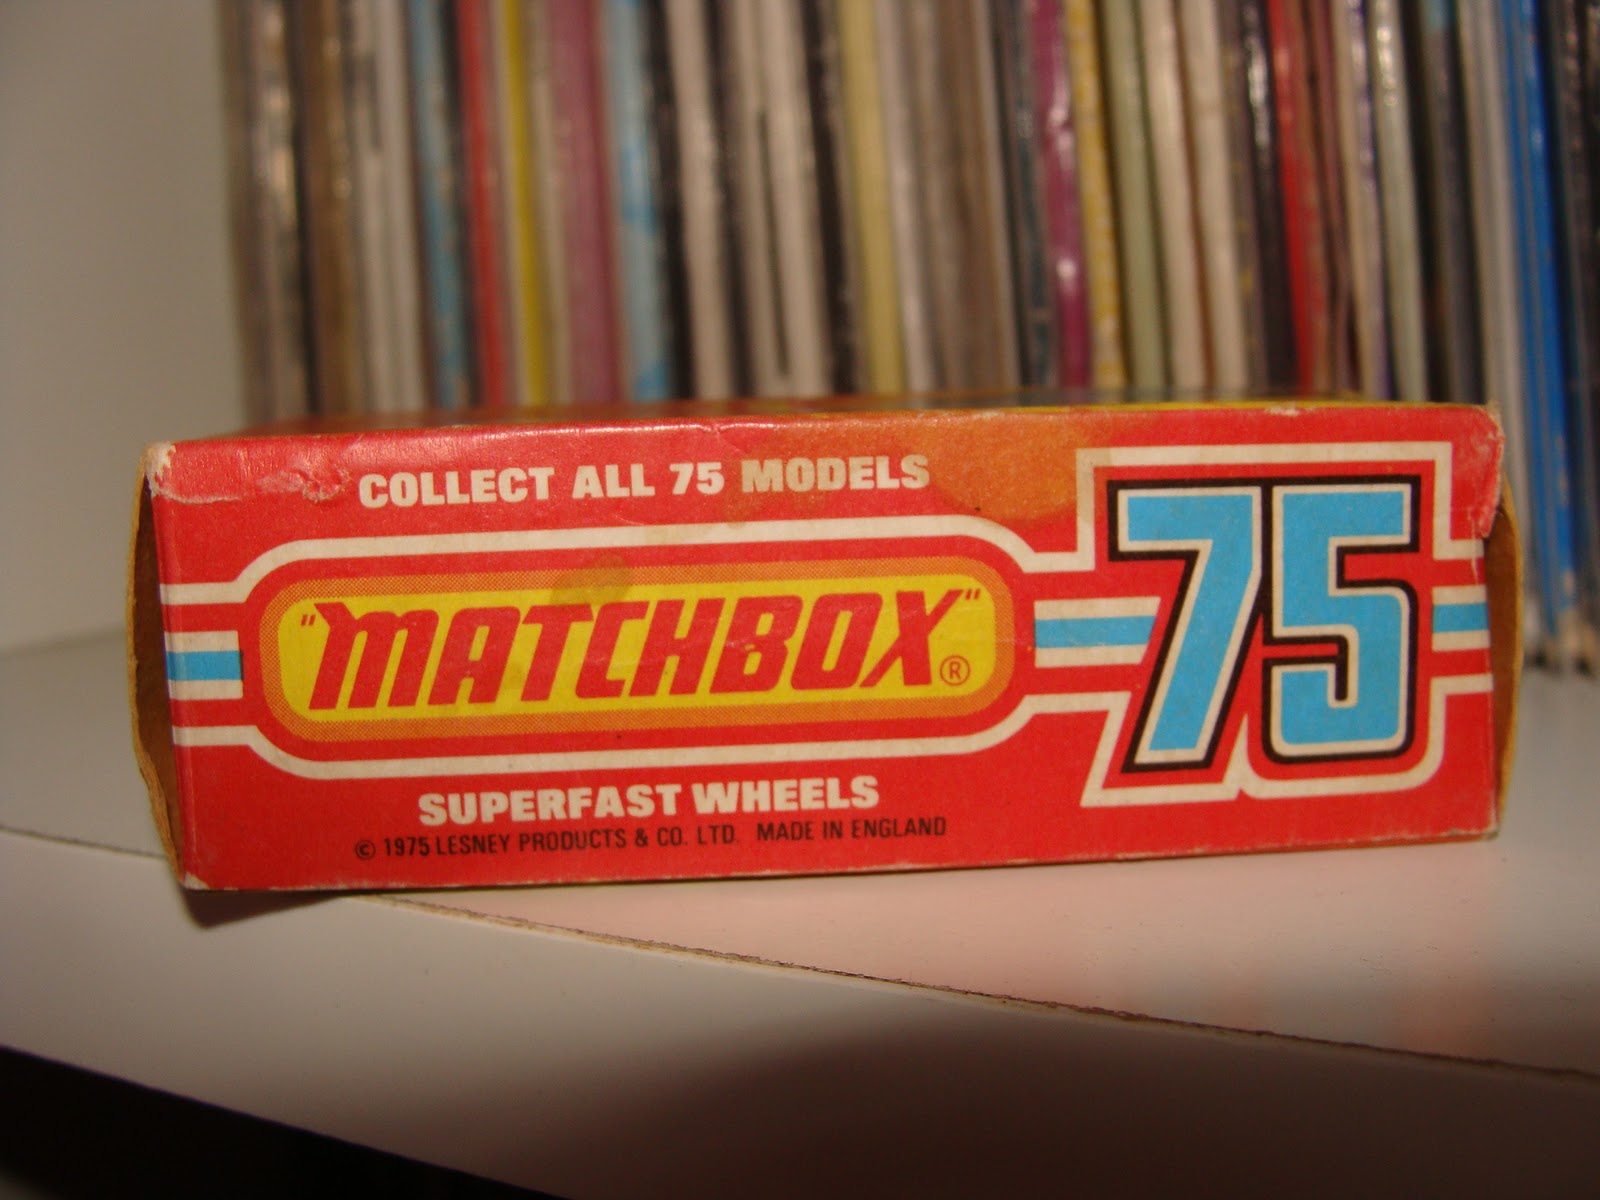 COLLECT ALL 75 MODELS
"MATCHBOX"®
75
SUPERFAST WHEELS
© 1975 LESNEY PRODUCTS & CO. LTD. MADE IN ENGLAND